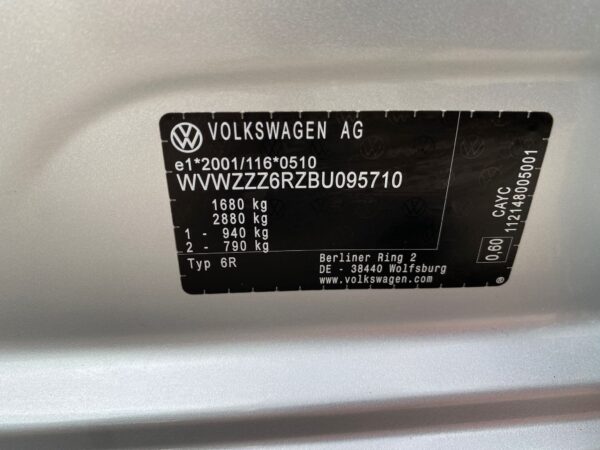 VOLKSWAGEN AG
e1*2001/116*0510
WVWZZZ6RZBU095710
1680 kg
2880 kg
1 - 940 kg
2 - 790 kg
Typ 6R
Berliner Ring 2
DE - 38440 Wolfsburg
www.volkswagen.com
0,60
CAYC
112148005001
®